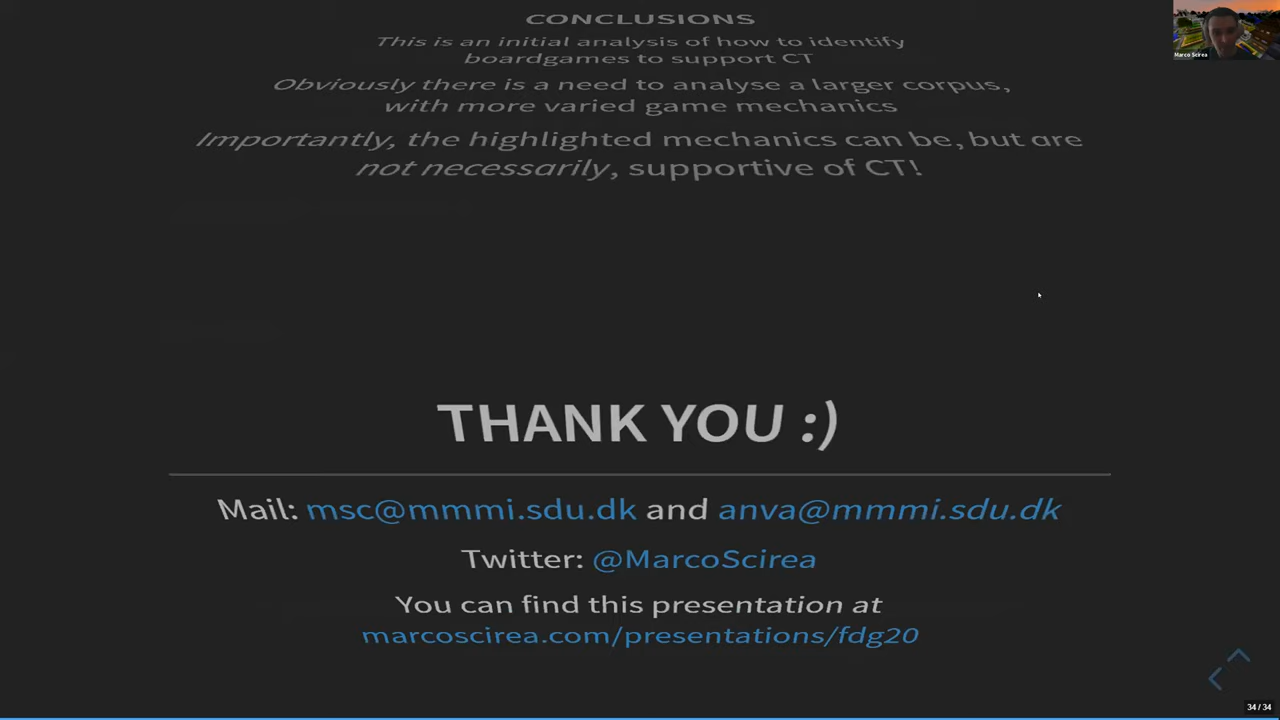 CONCLUSIONS
This is an initial analysis of how to identify
boardgames to support CT
Obviously there is a need to analyse a larger corpus,
with more varied game mechanics
Importantly, the highlighted mechanics can be, but are
not necessarily, supportive of CT!
Marco Scirea
THANK YOU :)
Mail: msc@mmmi.sdu.dk and anva@mmmi.sdu.dk
Twitter: @MarcoScirea
You can find this presentation at
marcoscirea.com/presentations/fdg20
34 / 34